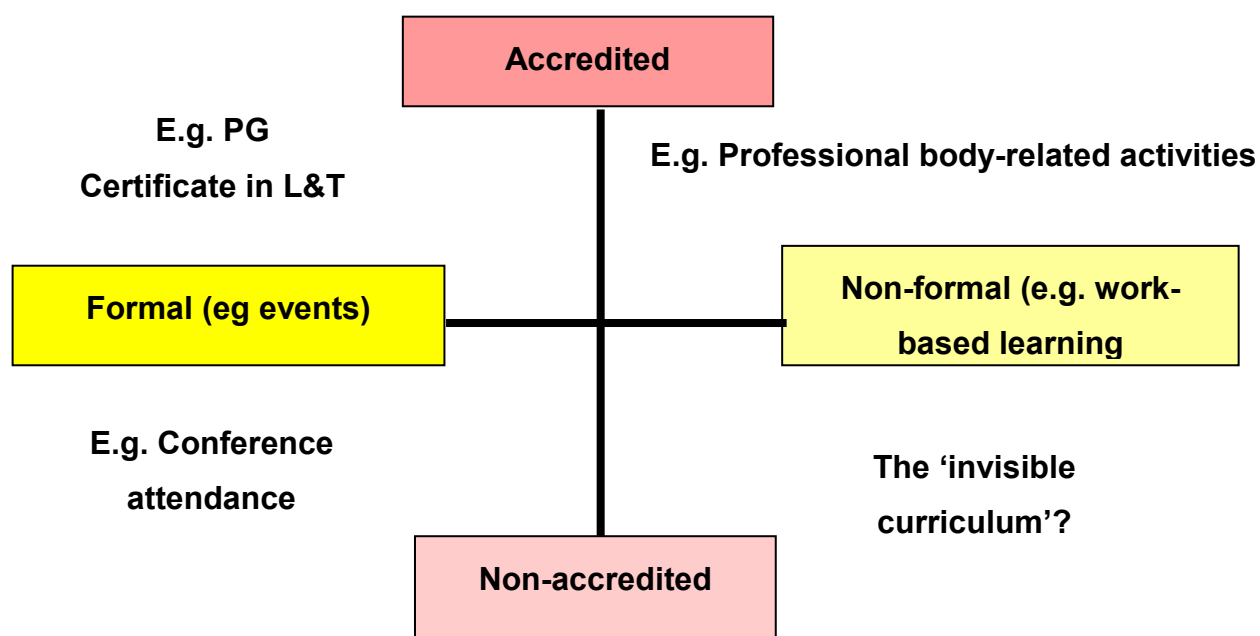 Accredited
E.g. PG
Certificate in L&T
E.g. Professional body-related activities
Formal (eg events)
Non-formal (e.g. work-
based learning
E.g. Conference
attendance
The ‘invisible
curriculum’?
Non-accredited